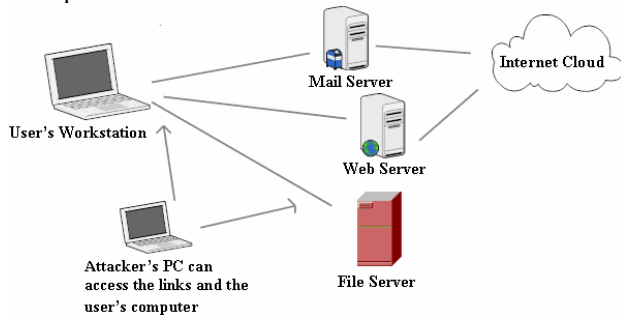 Mail Server
Internet Cloud
User's Workstation
Web Server
Attacker's PC can
access the links and the
user's computer
File Server